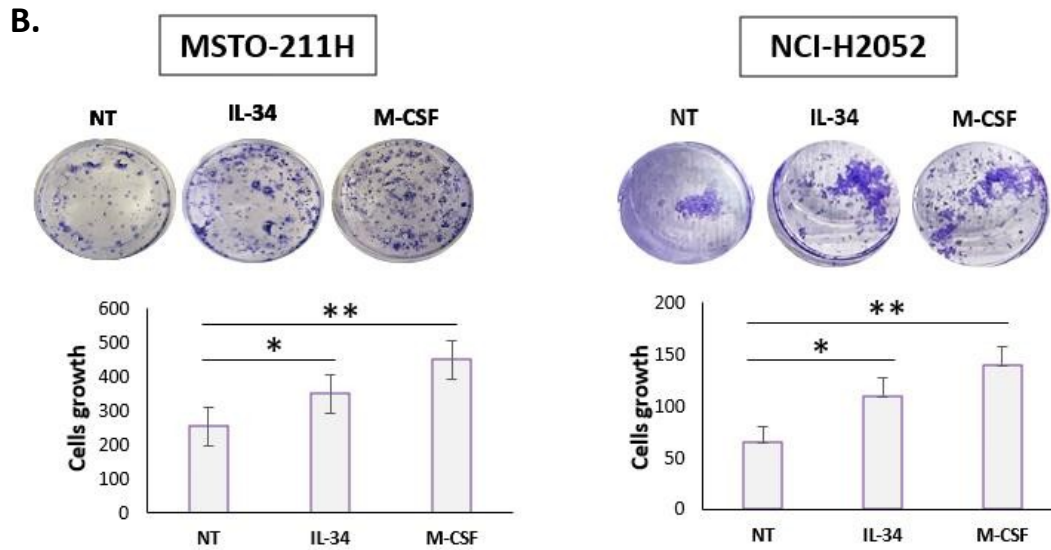 B.
MSTO-211H
NT IL-34 M-CSF
600
500
400
300
200
100
0
Cells growth
**
*
NT IL-34 M-CSF
NCI-H2052
NT IL-34 M-CSF
200
150
100
50
0
Cells growth
**
*
NT IL-34 M-CSF